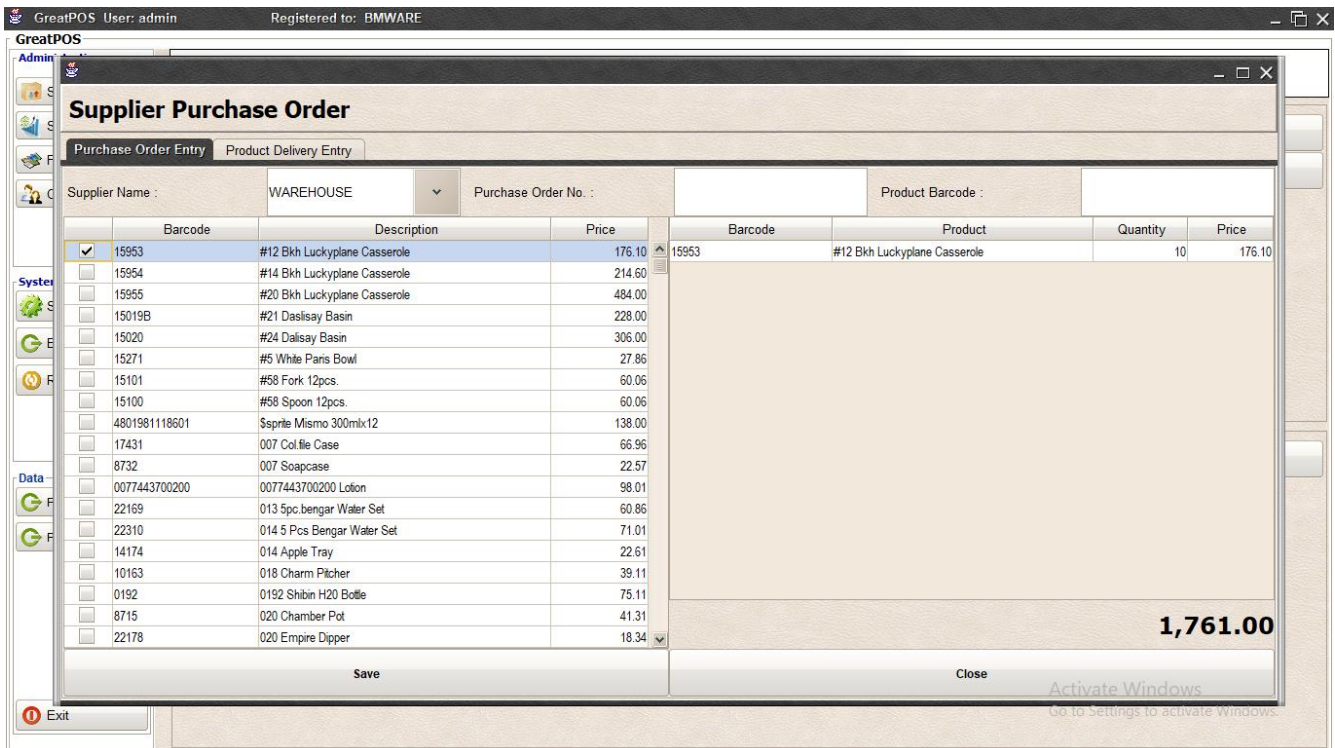 GreatPOS User: admin Registered to: BMWARE
GreatPOS
Supplier Purchase Order
Purchase Order Entry Product Delivery Entry
Supplier Name : WAREHOUSE Purchase Order No. : Product Barcode :
Barcode Description Price Barcode Product Quantity Price
15953 #12 Bkh Luckyplane Casserole 176.10 15953 #12 Bkh Luckyplane Casserole 10 176.10
15954 #14 Bkh Luckyplane Casserole 214.60
15955 #20 Bkh Luckyplane Casserole 484.00
15019B #21 Daslisay Basin 228.00
15020 #24 Dalisay Basin 306.00
15271 #5 White Paris Bowl 27.86
15101 #58 Fork 12pcs. 60.06
15100 #58 Spoon 12pcs. 60.06
4801981118601 $sprite Mismo 300mlx12 138.00
17431 007 Col.file Case 66.96
8732 007 Soapcase 22.57
0077443700200 0077443700200 Lotion 98.01
22169 013 5pc.bengar Water Set 60.86
22310 014 5 Pcs Bengar Water Set 71.01
14174 014 Apple Tray 22.61
10163 018 Charm Pitcher 39.11
0192 0192 Shibin H20 Bottle 75.11
8715 020 Chamber Pot 41.31
22178 020 Empire Dipper 18.34
1,761.00
Save Close
Data
Exit
Activate Windows
Go to Settings to activate Windows.